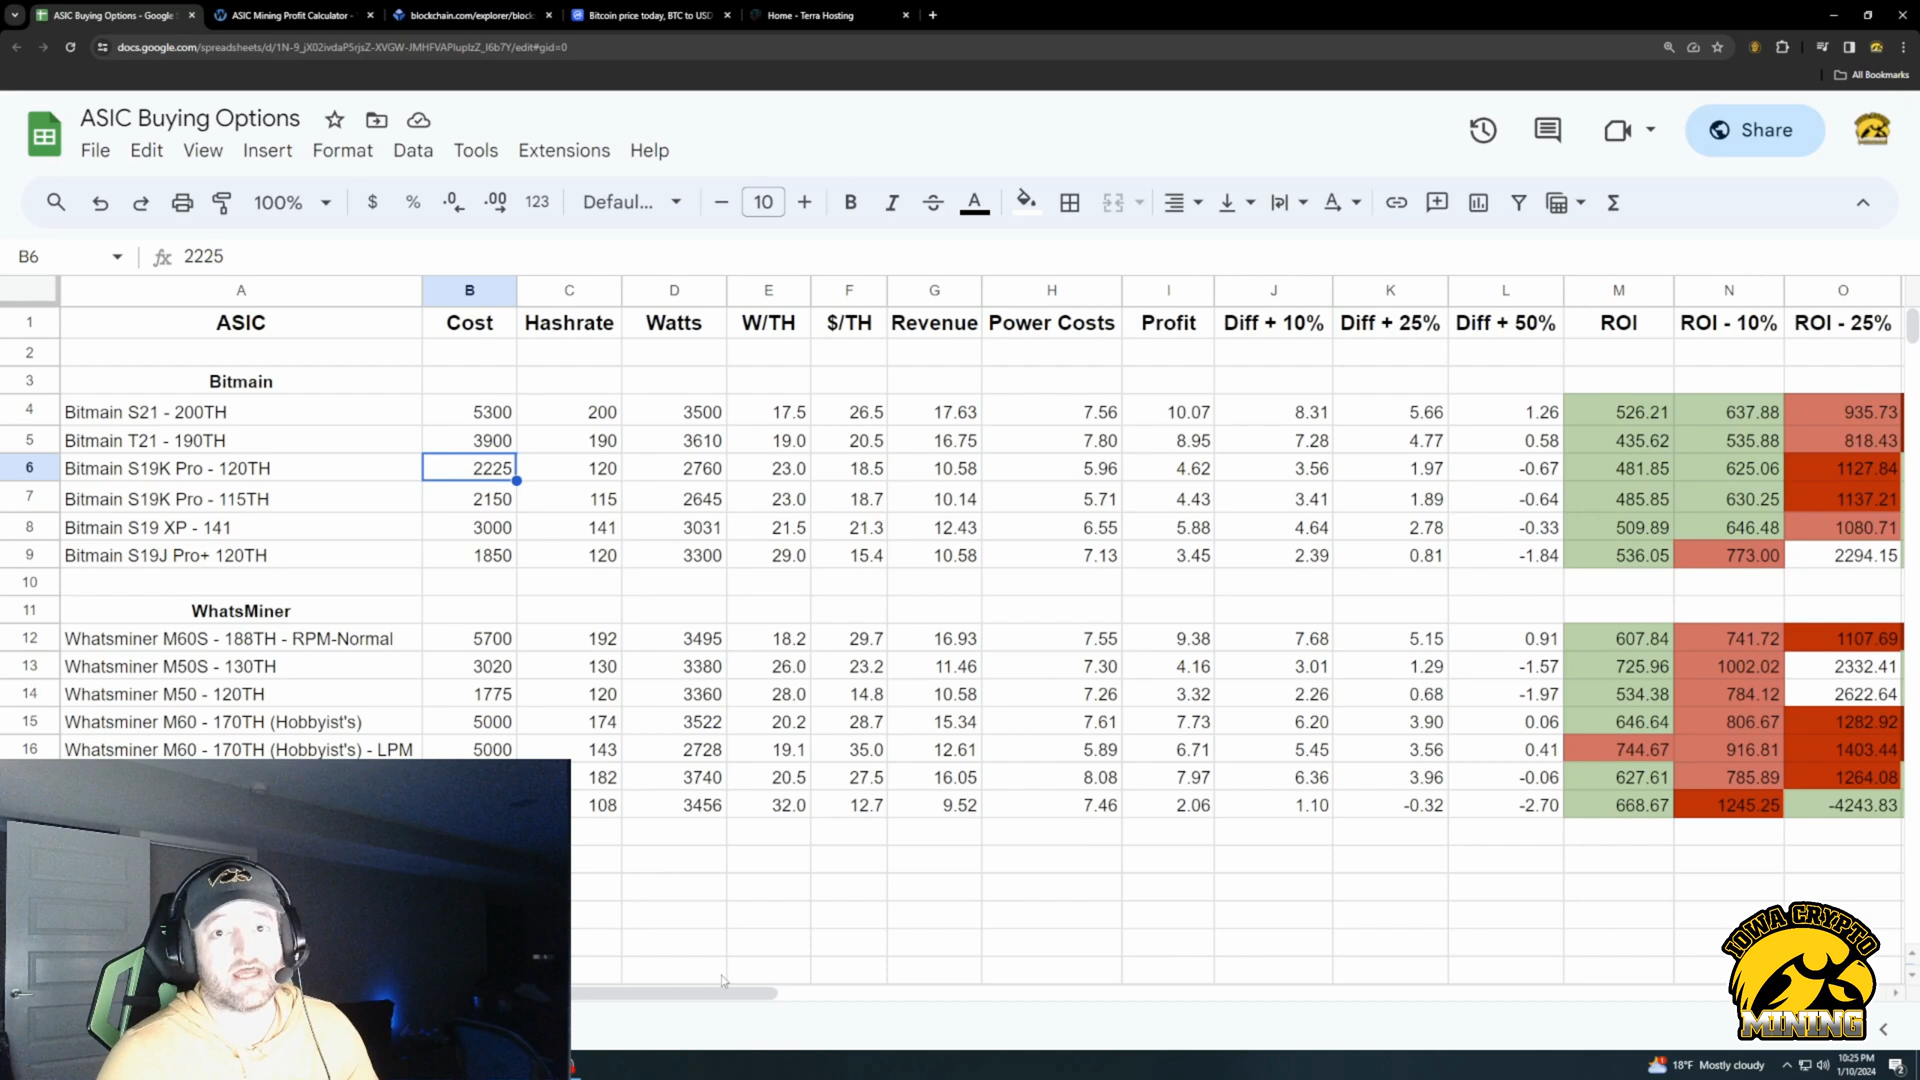 ASIC Buying Options - Google S
ASIC Mining Profit Calculator -
blockchain.com/explorer/block
Bitcoin price today, BTC to USD
Home - Terra Hosting
docs.google.com/spreadsheets/d/1N-9_jX02ivdaP5rjsZ-XVGW-JMHFVAPlupIzZ_I6b7Y/edit#gid=0
All Bookmarks
ASIC Buying Options
File Edit View Insert Format Data Tools Extensions Help
Share
100% $ % .0 .00 123 Defaul... 10 B I A A Σ
B6 fx 2225
A B C D E F G H I J K L M N O
1 ASIC Cost Hashrate Watts W/TH $/TH Revenue Power Costs Profit Diff + 10% Diff + 25% Diff + 50% ROI ROI - 10% ROI - 25%
2
3 Bitmain
4 Bitmain S21 - 200TH 5300 200 3500 17.5 26.5 17.63 7.56 10.07 8.31 5.66 1.26 526.21 637.88 935.73
5 Bitmain T21 - 190TH 3900 190 3610 19.0 20.5 16.75 7.80 8.95 7.28 4.77 0.58 435.62 535.88 818.43
6 Bitmain S19K Pro - 120TH 2225 120 2760 23.0 18.5 10.58 5.96 4.62 3.56 1.97 -0.67 481.85 625.06 1127.84
7 Bitmain S19K Pro - 115TH 2150 115 2645 23.0 18.7 10.14 5.71 4.43 3.41 1.89 -0.64 485.85 630.25 1137.21
8 Bitmain S19 XP - 141 3000 141 3031 21.5 21.3 12.43 6.55 5.88 4.64 2.78 -0.33 509.89 646.48 1080.71
9 Bitmain S19J Pro+ 120TH 1850 120 3300 29.0 15.4 10.58 7.13 3.45 2.39 0.81 -1.84 536.05 773.00 2294.15
10
11 WhatsMiner
12 Whatsminer M60S - 188TH - RPM-Normal 5700 192 3495 18.2 29.7 16.93 7.55 9.38 7.68 5.15 0.91 607.84 741.72 1107.69
13 Whatsminer M50S - 130TH 3020 130 3380 26.0 23.2 11.46 7.30 4.16 3.01 1.29 -1.57 725.96 1002.02 2332.41
14 Whatsminer M50 - 120TH 1775 120 3360 28.0 14.8 10.58 7.26 3.32 2.26 0.68 -1.97 534.38 784.12 2622.64
15 Whatsminer M60 - 170TH (Hobbyist's) 5000 174 3522 20.2 28.7 15.34 7.61 7.73 6.20 3.90 0.06 646.64 806.67 1282.92
16 Whatsminer M60 - 170TH (Hobbyist's) - LPM 5000 143 2728 19.1 35.0 12.61 5.89 6.71 5.45 3.56 0.41 744.67 916.81 1403.44
182 3740 20.5 27.5 16.05 8.08 7.97 6.36 3.96 -0.06 627.61 785.89 1264.08
108 3456 32.0 12.7 9.52 7.46 2.06 1.10 -0.32 -2.70 668.67 1245.25 -4243.83
IOWA CRYPTO
MINING
18°F Mostly cloudy
10:25 PM
1/10/2024
2